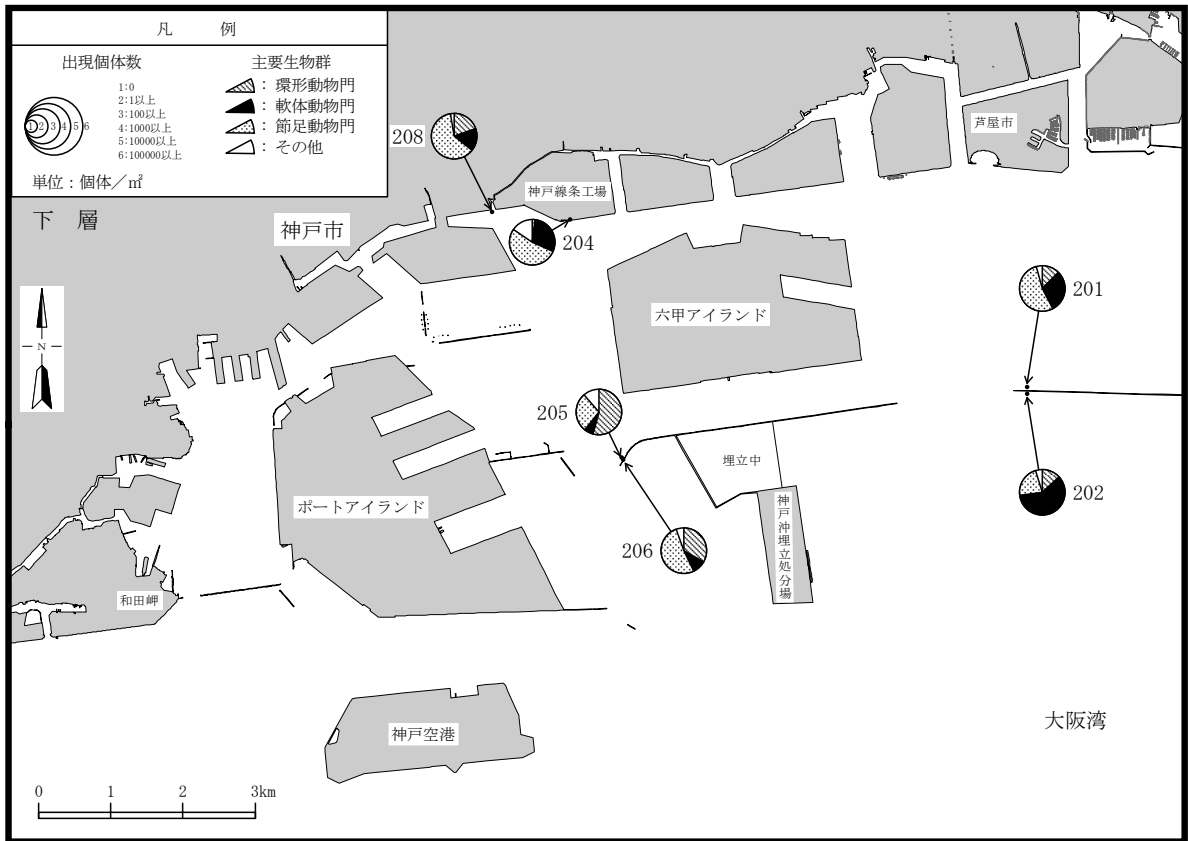 凡 例
出現個体数
1:0
2:1以上
3:100以上
4:1000以上
5:10000以上
6:100000以上
1 2 3 4 5 6
単位：個体／㎡
主要生物群
：環形動物門
：軟体動物門
：節足動物門
：その他
下 層
N
208
神戸線条工場
204
神戸市
芦屋市
六甲アイランド
201
205
埋立中
202
ポートアイランド
神戸沖埋立処分場
206
和田岬
神戸空港
大阪湾
0 1 2 3km